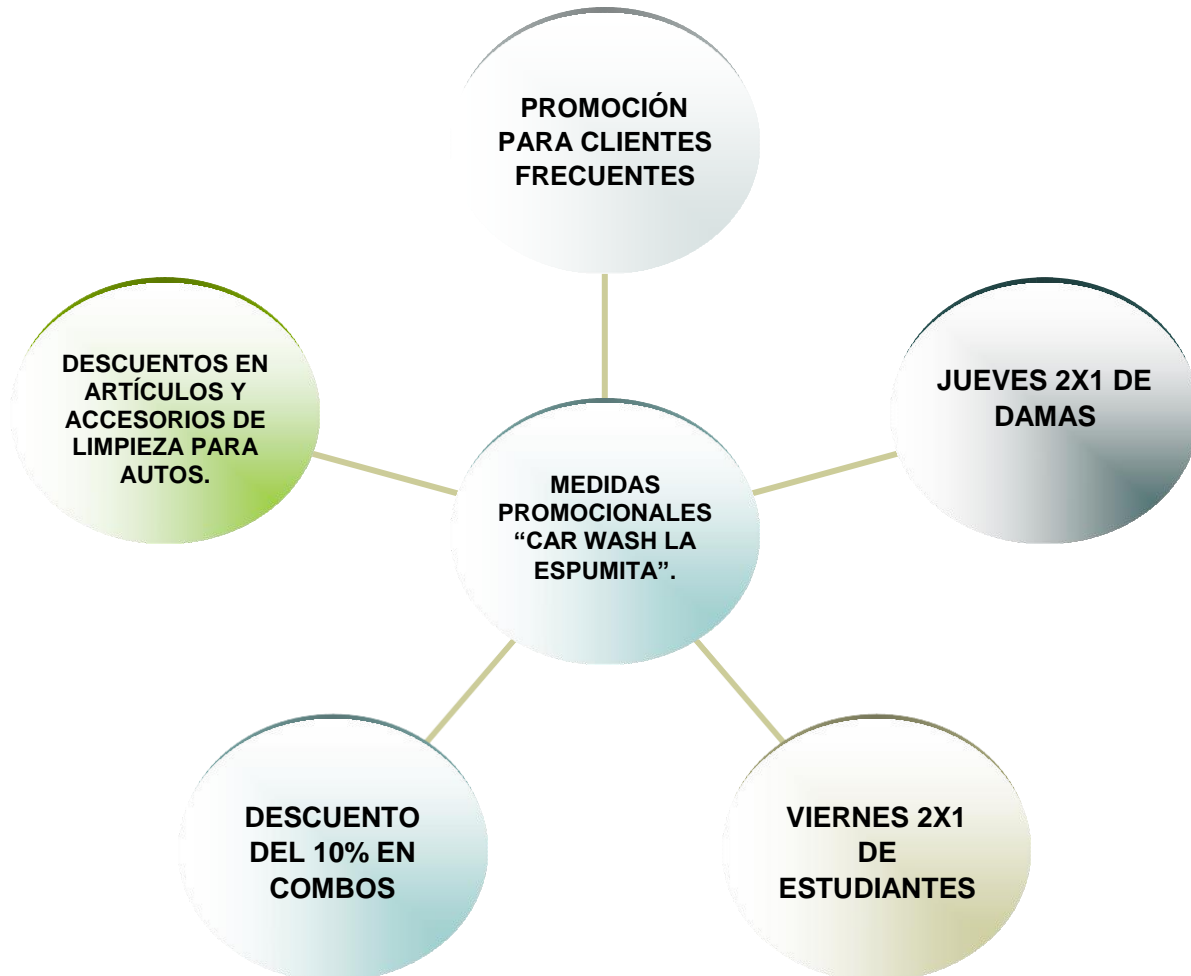 PROMOCIÓN
PARA CLIENTES
FRECUENTES
DESCUENTOS EN
ARTÍCULOS Y
ACCESORIOS DE
LIMPIEZA PARA
AUTOS.
JUEVES 2X1 DE
DAMAS
MEDIDAS
PROMOCIONALES
“CAR WASH LA
ESPUMITA”.
DESCUENTO
DEL 10% EN
COMBOS
VIERNES 2X1
DE
ESTUDIANTES